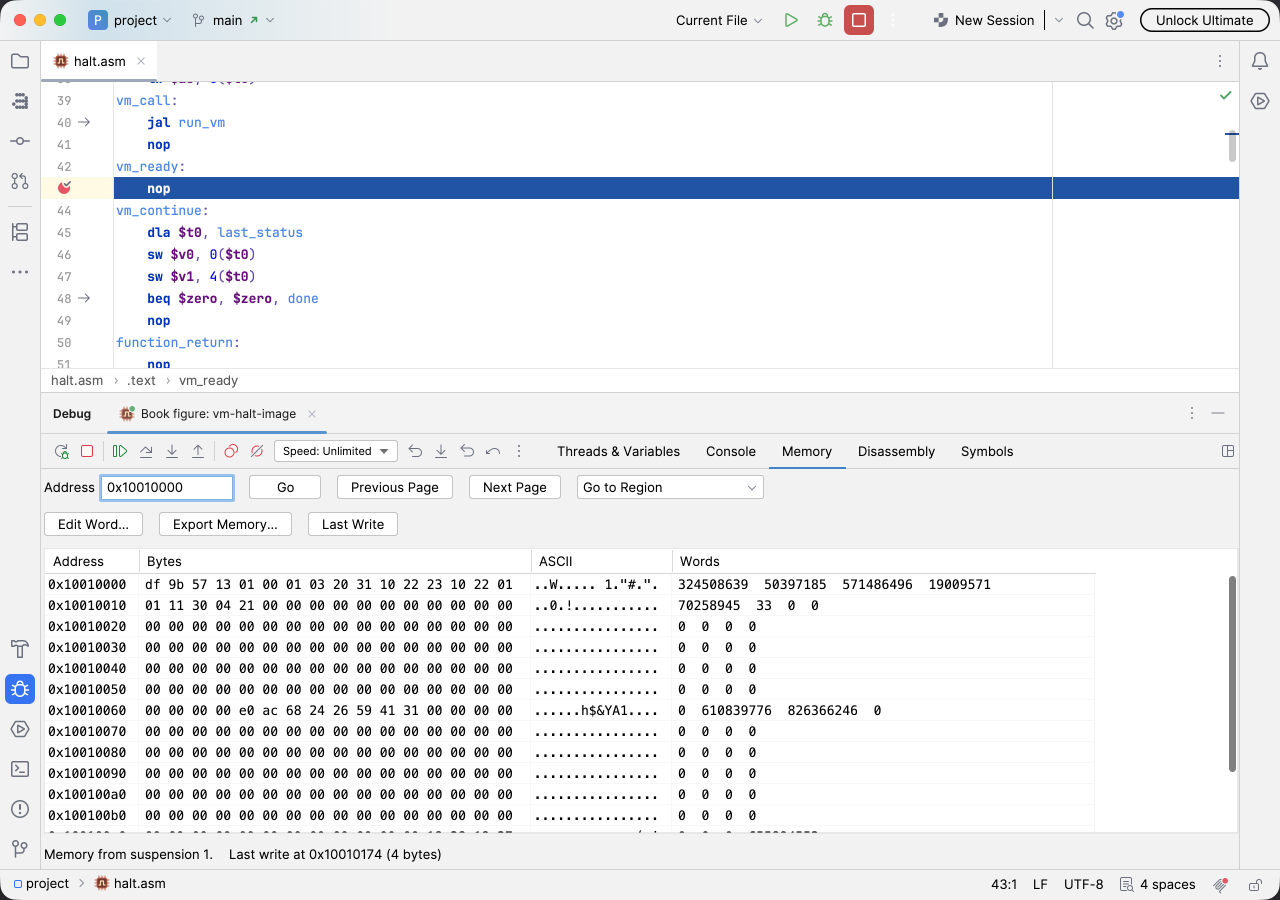 P project main Current File New Session Unlock Ultimate
halt.asm
39 vm_call:
40 jal run_vm
41 nop
42 vm_ready:
nop
44 vm_continue:
45 dla $t0, last_status
46 sw $v0, 0($t0)
47 sw $v1, 4($t0)
48 beq $zero, $zero, done
49 nop
50 function_return:
51 nop
halt.asm › .text › vm_ready
Debug Book figure: vm-halt-image
Speed: Unlimited Threads & Variables Console Memory Disassembly Symbols
Address 0x10010000 Go Previous Page Next Page Go to Region
Edit Word... Export Memory... Last Write
Address Bytes ASCII Words
0x10010000 df 9b 57 13 01 00 01 03 20 31 10 22 23 10 22 01 ..W..... 1."#.". 324508639 50397185 571486496 19009571
0x10010010 01 11 30 04 21 00 00 00 00 00 00 00 00 00 00 00 ..0.!........... 70258945 33 0 0
0x10010020 00 00 00 00 00 00 00 00 00 00 00 00 00 00 00 00 ................ 0 0 0 0
0x10010030 00 00 00 00 00 00 00 00 00 00 00 00 00 00 00 00 ................ 0 0 0 0
0x10010040 00 00 00 00 00 00 00 00 00 00 00 00 00 00 00 00 ................ 0 0 0 0
0x10010050 00 00 00 00 00 00 00 00 00 00 00 00 00 00 00 00 ................ 0 0 0 0
0x10010060 00 00 00 00 e0 ac 68 24 26 59 41 31 00 00 00 00 ......h$&YA1.... 0 610839776 826366246 0
0x10010070 00 00 00 00 00 00 00 00 00 00 00 00 00 00 00 00 ................ 0 0 0 0
0x10010080 00 00 00 00 00 00 00 00 00 00 00 00 00 00 00 00 ................ 0 0 0 0
0x10010090 00 00 00 00 00 00 00 00 00 00 00 00 00 00 00 00 ................ 0 0 0 0
0x100100a0 00 00 00 00 00 00 00 00 00 00 00 00 00 00 00 00 ................ 0 0 0 0
0x100100b0 00 00 00 00 00 00 00 00 00 00 00 00 00 00 00 00 ................ 0 0 0 0
Memory from suspension 1. Last write at 0x10010174 (4 bytes)
project halt.asm 43:1 LF UTF-8 4 spaces